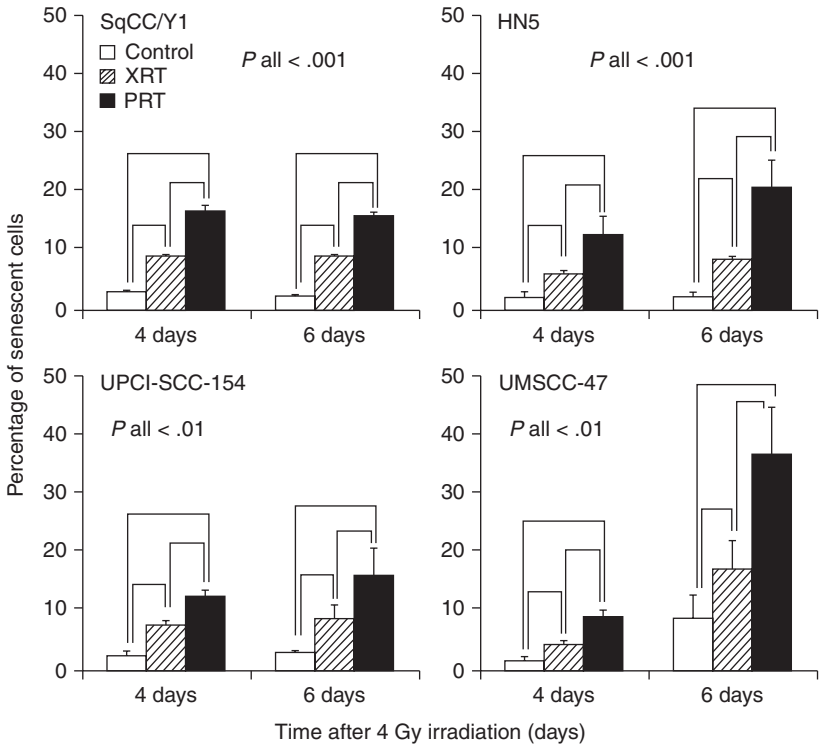 Percentage of senescent cells
50
40
30
20
10
0
SqCC/Y1
Control
XRT
PRT
P all < .001
4 days
6 days
50
40
30
20
10
0
HN5
P all < .001
4 days
6 days
50
40
30
20
10
0
UPCI-SCC-154
P all < .01
4 days
6 days
50
40
30
20
10
0
UMSCC-47
P all < .01
4 days
6 days
Time after 4 Gy irradiation (days)